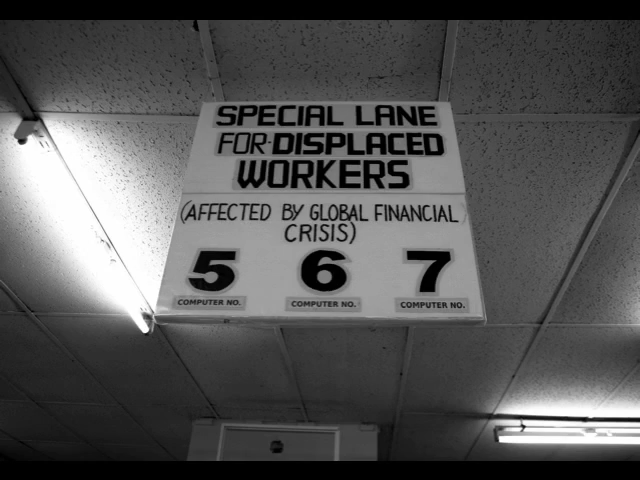 SPECIAL LANE
FOR DISPLACED
WORKERS
(AFFECTED BY GLOBAL FINANCIAL
CRISIS)
5 6 7
COMPUTER NO. COMPUTER NO. COMPUTER NO.